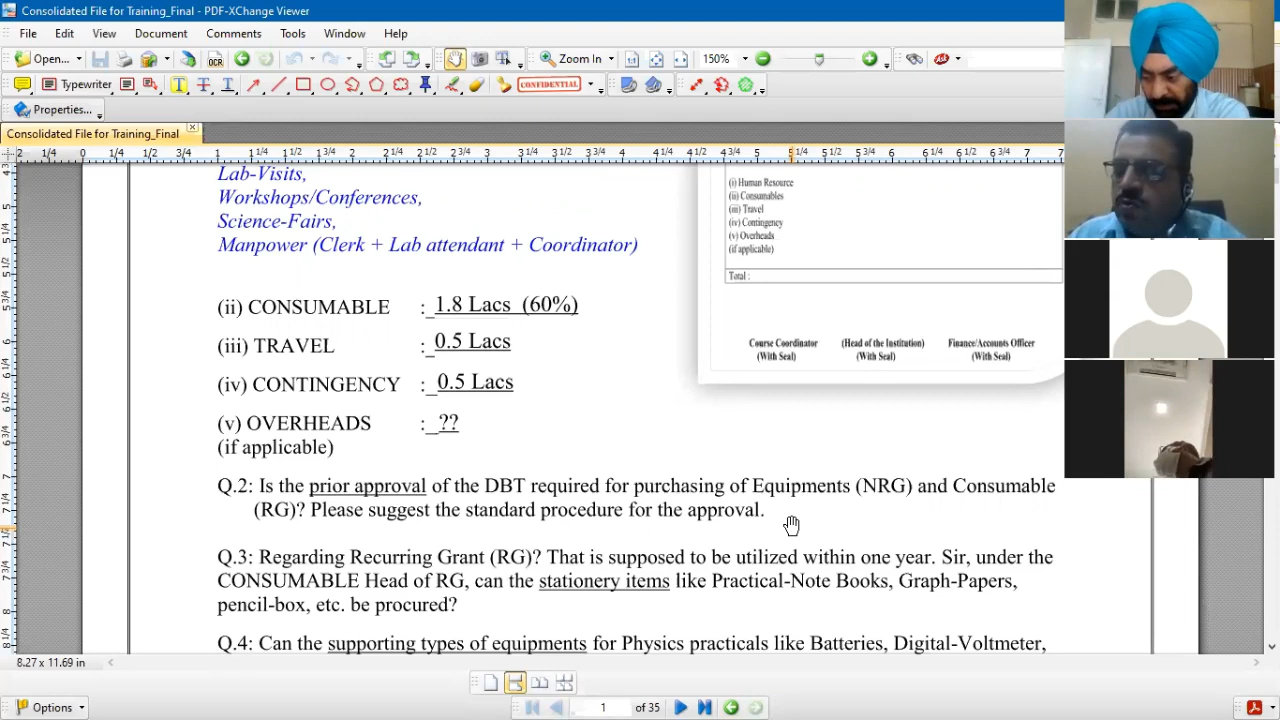 Consolidated File for Training_Final - PDF-XChange Viewer
File Edit View Document Comments Tools Window Help
Open... OCR Zoom In 150%
Typewriter CONFIDENTIAL
Properties...
Consolidated File for Training_Final
Lab-Visits,
Workshops/Conferences,
Science-Fairs,
Manpower (Clerk + Lab attendant + Coordinator)
(i) Human Resource
(ii) Consumables
(iii) Travel
(iv) Contingency
(v) Overheads
(if applicable)
Total :
Course Coordinator (Head of the Institution) Finance/Accounts Officer
(With Seal) (With Seal) (With Seal)
(ii) CONSUMABLE :_1.8 Lacs (60%)
(iii) TRAVEL :_0.5 Lacs
(iv) CONTINGENCY :_0.5 Lacs
(v) OVERHEADS :_??
(if applicable)
Q.2: Is the prior approval of the DBT required for purchasing of Equipments (NRG) and Consumable
(RG)? Please suggest the standard procedure for the approval.
Q.3: Regarding Recurring Grant (RG)? That is supposed to be utilized within one year. Sir, under the
CONSUMABLE Head of RG, can the stationery items like Practical-Note Books, Graph-Papers,
pencil-box, etc. be procured?
Q.4: Can the supporting types of equipments for Physics practicals like Batteries, Digital-Voltmeter,
8.27 x 11.69 in
Options 1 of 35